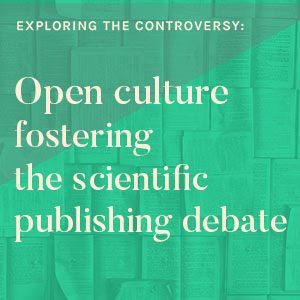 EXPLORING THE CONTROVERSY:
Open culture
fostering
the scientific
publishing debate